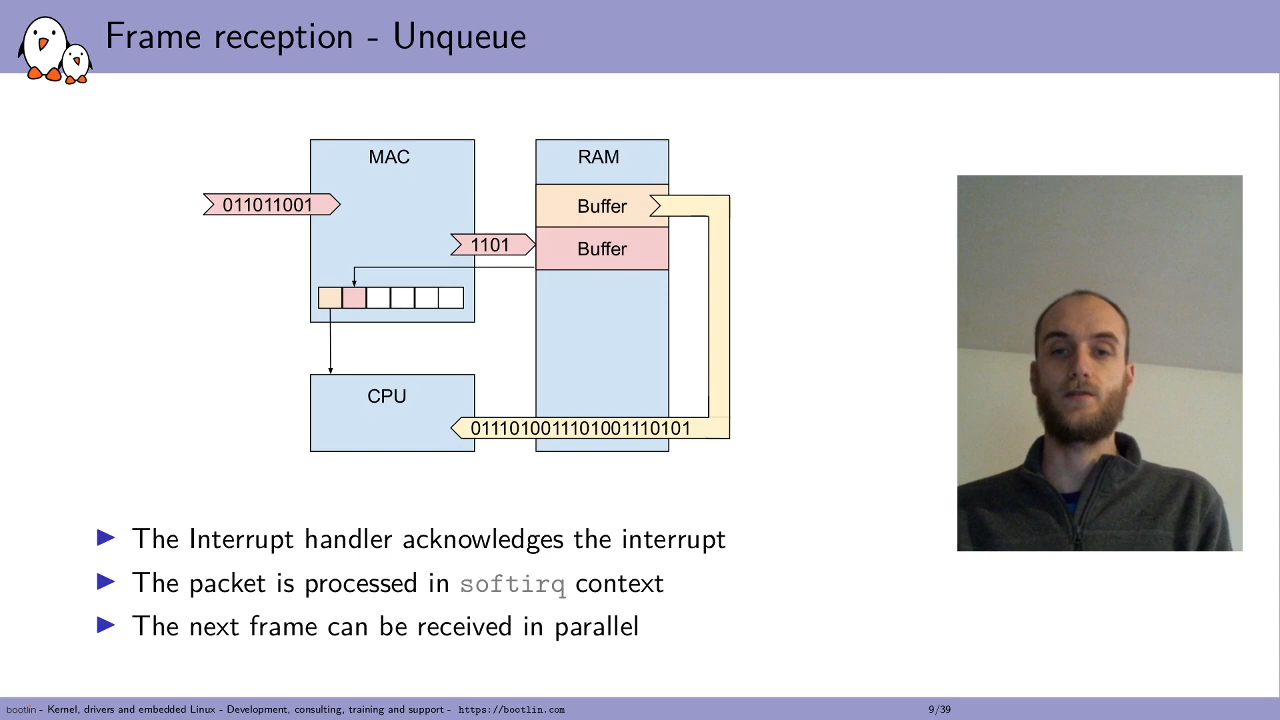 Frame reception - Unqueue
MAC
RAM
011011001
Buffer
1101
Buffer
CPU
0111010011101001110101
The Interrupt handler acknowledges the interrupt
The packet is processed in softirq context
The next frame can be received in parallel
bootlin - Kernel, drivers and embedded Linux - Development, consulting, training and support - https://bootlin.com
9/39